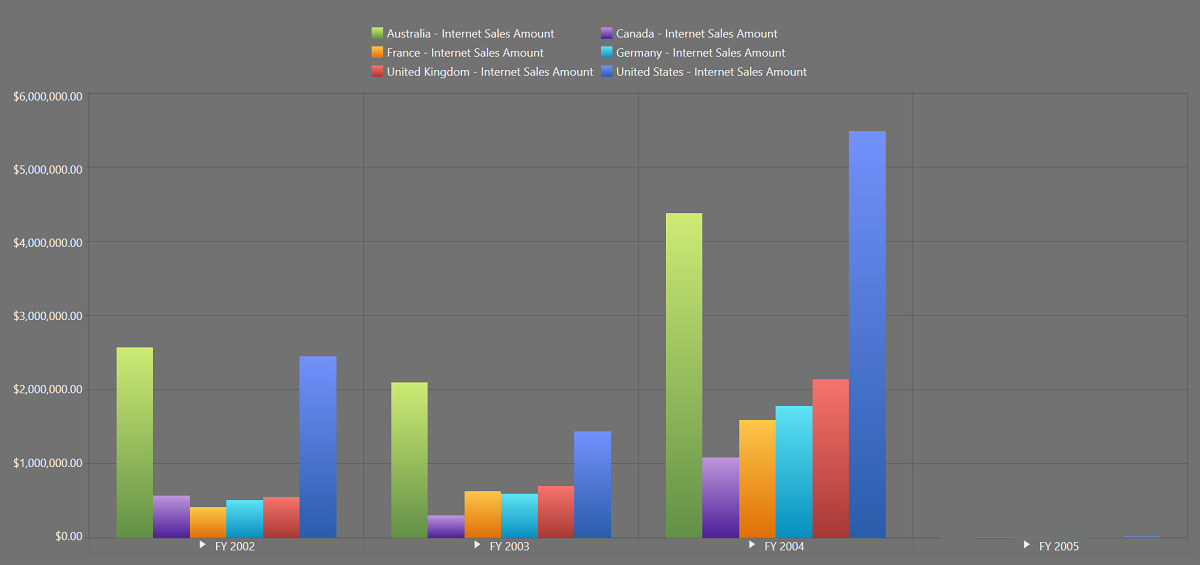 Australia - Internet Sales Amount Canada - Internet Sales Amount
France - Internet Sales Amount Germany - Internet Sales Amount
United Kingdom - Internet Sales Amount United States - Internet Sales Amount
$6,000,000.00
$5,000,000.00
$4,000,000.00
$3,000,000.00
$2,000,000.00
$1,000,000.00
$0.00
FY 2002 FY 2003 FY 2004 FY 2005